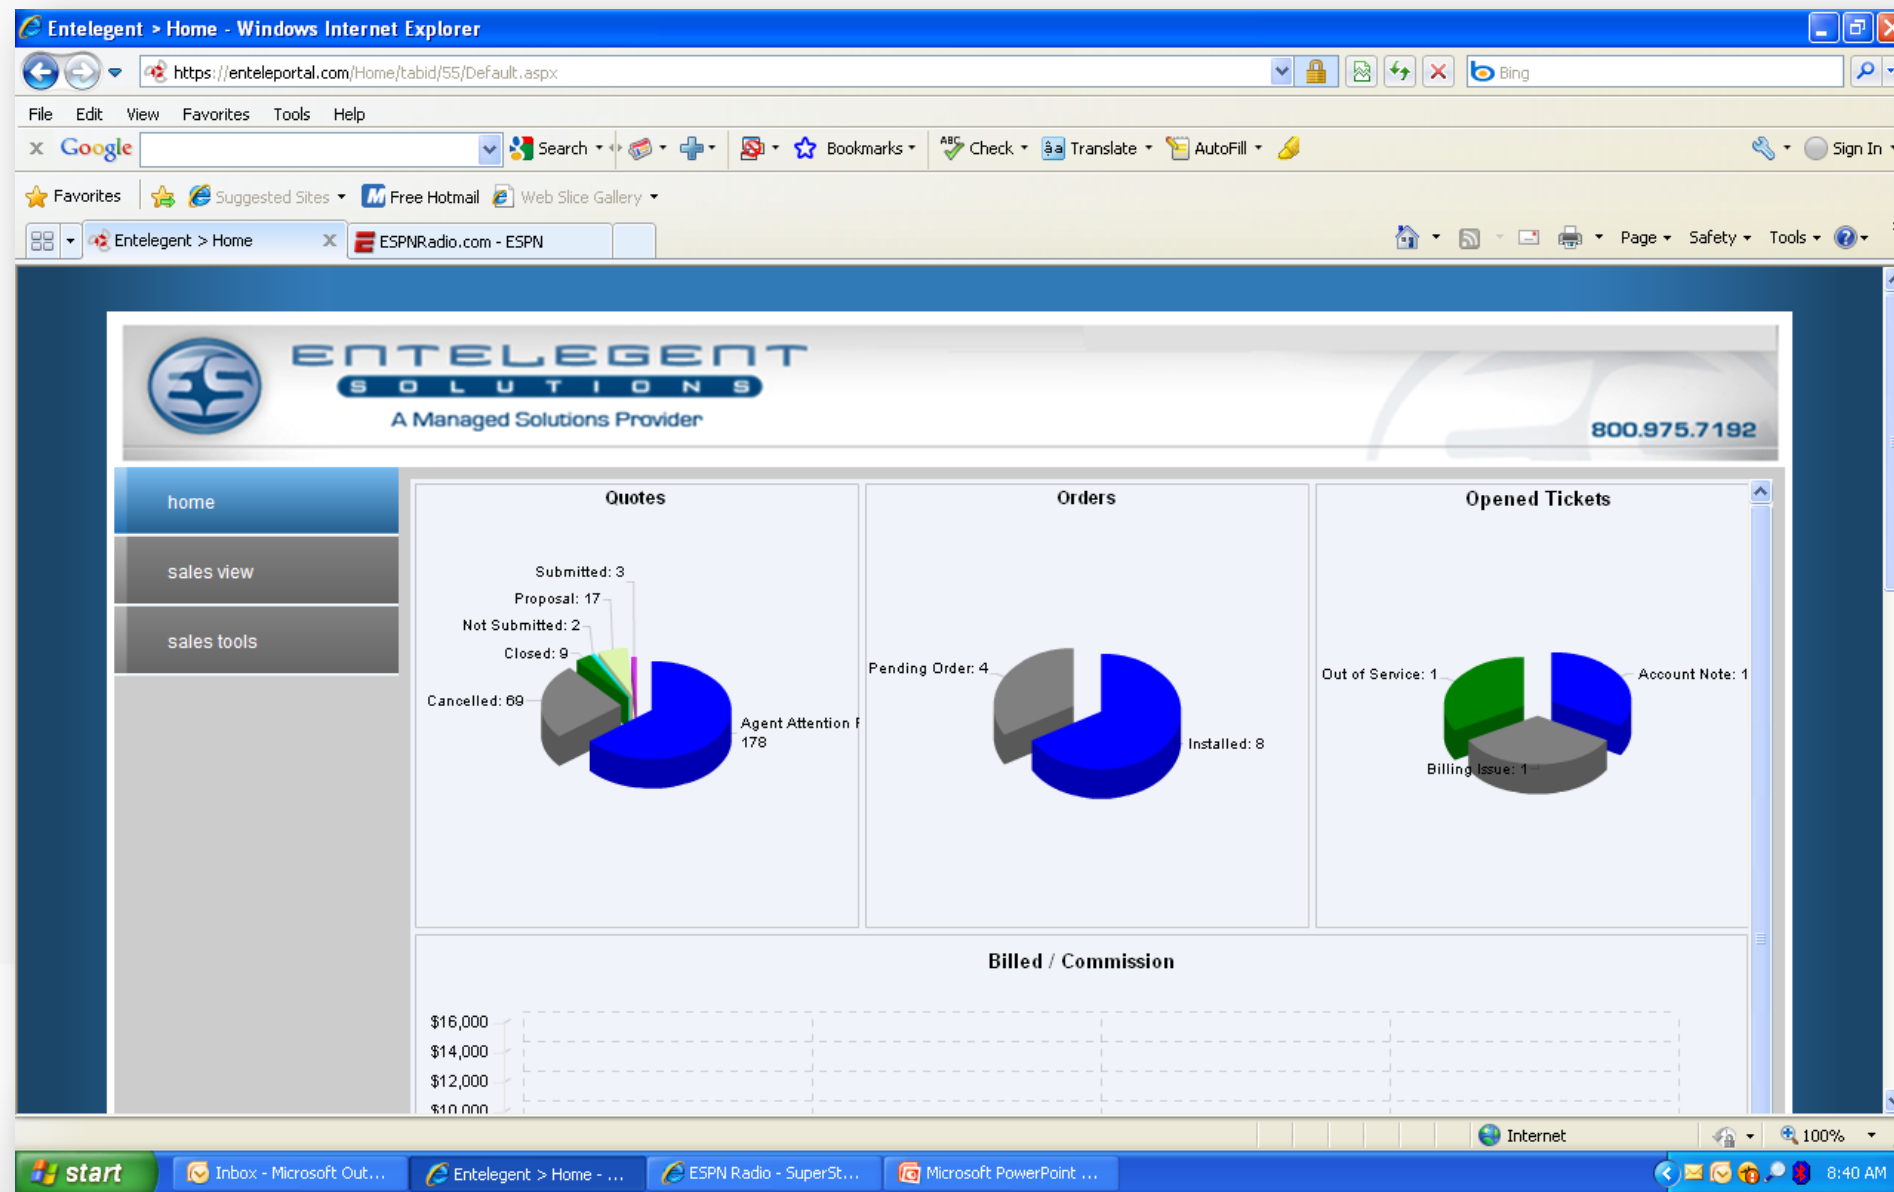 Entelegent > Home - Windows Internet Explorer
https://enteleportal.com/Home/tabid/55/Default.aspx
Bing
File Edit View Favorites Tools Help
x Google Search Bookmarks ABC Check Translate AutoFill Sign In
Favorites Suggested Sites Free Hotmail Web Slice Gallery
Entelegent > Home x ESPNRadio.com - ESPN Page Safety Tools
ENTELEGENT
SOLUTIONS
A Managed Solutions Provider
800.975.7192
home
sales view
sales tools
Quotes
Submitted: 3
Proposal: 17
Not Submitted: 2
Closed: 9
Cancelled: 69
Agent Attention
178
Orders
Pending Order: 4
Installed: 8
Opened Tickets
Out of Service: 1
Account Note: 1
Billing Issue: 1
Billed / Commission
$16,000
$14,000
$12,000
$10,000
Internet 100%
start Inbox - Microsoft Out... Entelegent > Home - ... ESPN Radio - SuperSt... Microsoft PowerPoint ... 8:40 AM